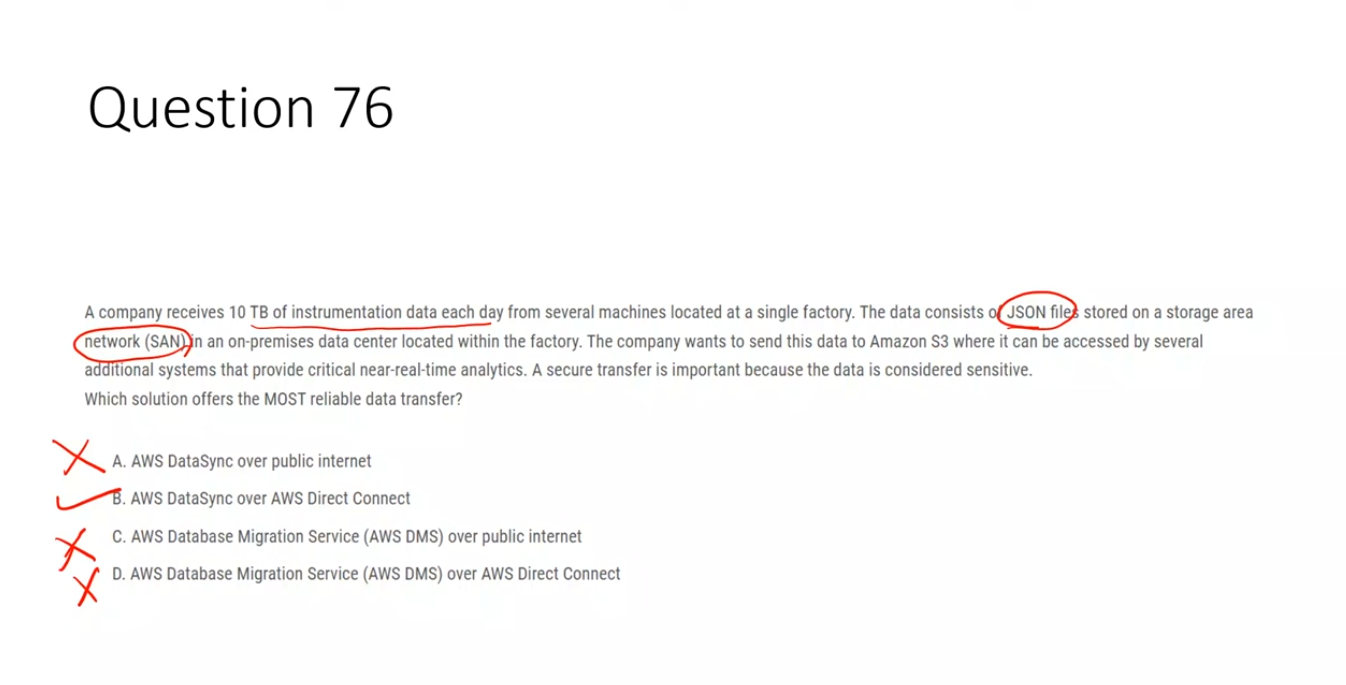 Question 76
A company receives 10 TB of instrumentation data each day from several machines located at a single factory. The data consists of JSON files stored on a storage area
network (SAN) in an on-premises data center located within the factory. The company wants to send this data to Amazon S3 where it can be accessed by several
additional systems that provide critical near-real-time analytics. A secure transfer is important because the data is considered sensitive.
Which solution offers the MOST reliable data transfer?
A. AWS DataSync over public internet
B. AWS DataSync over AWS Direct Connect
C. AWS Database Migration Service (AWS DMS) over public internet
D. AWS Database Migration Service (AWS DMS) over AWS Direct Connect